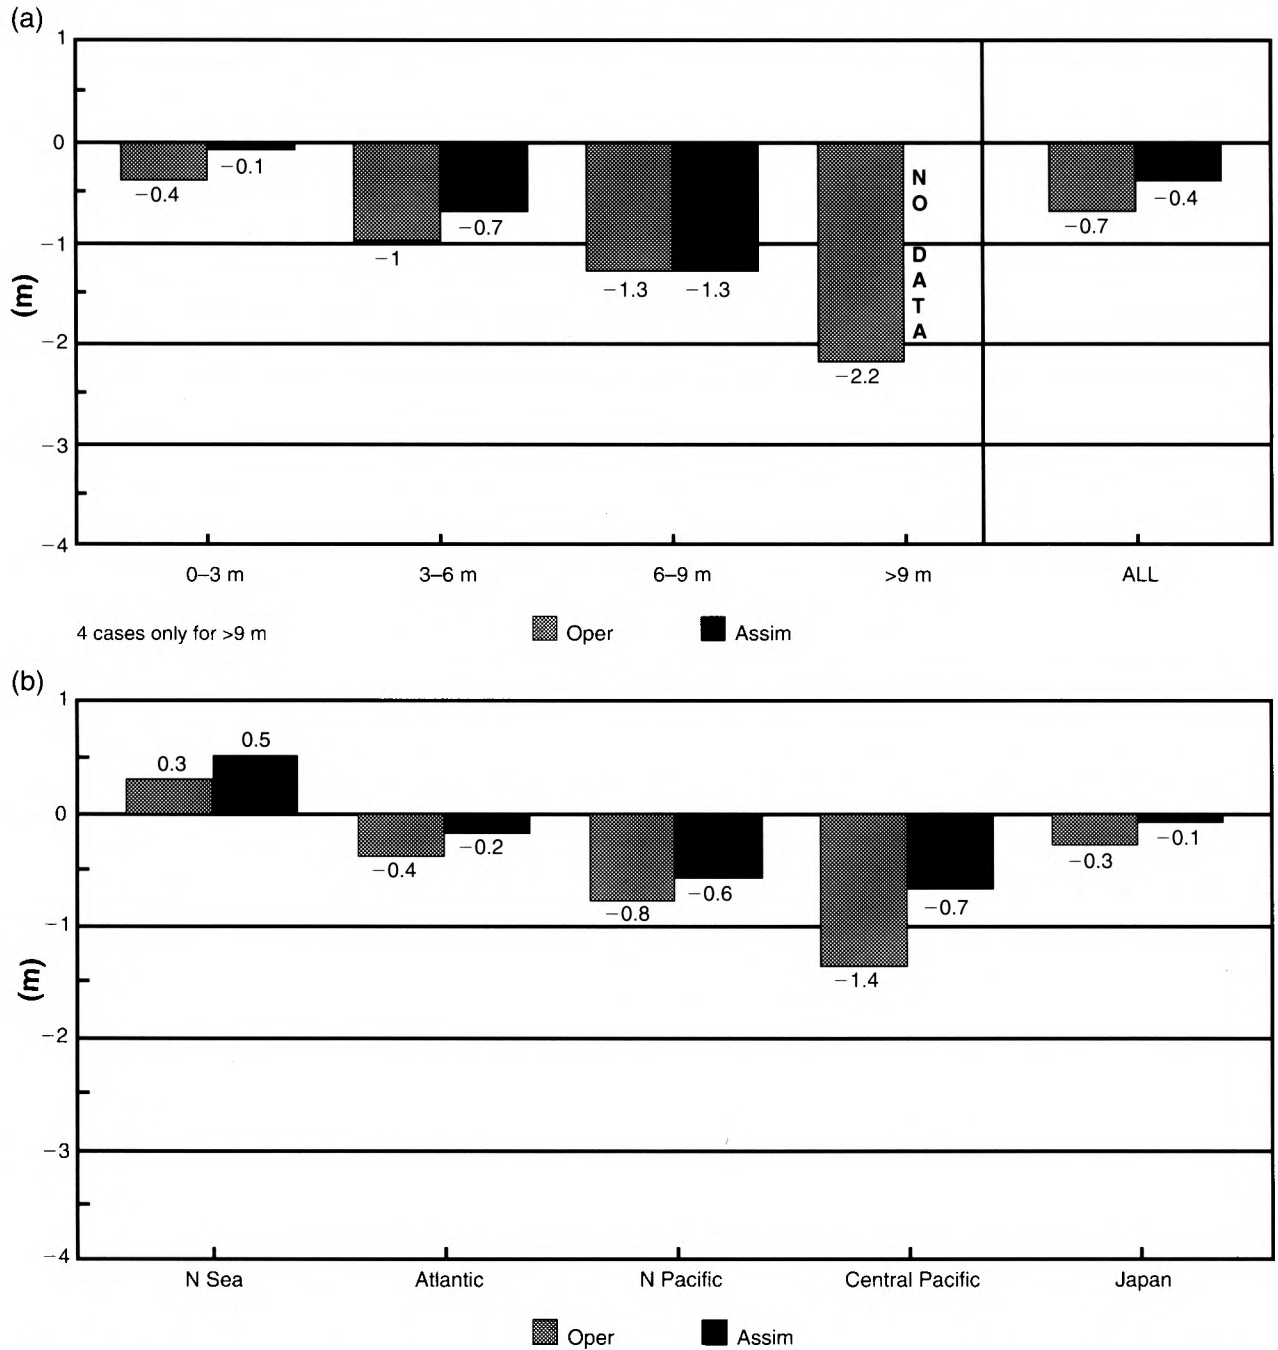 (a)
1
0
−1
−2
−3
−4
(m)
−0.4
−0.1
−1
−0.7
−1.3
−1.3
−2.2
NO DATA
−0.7
−0.4
0–3 m
3–6 m
6–9 m
>9 m
ALL
4 cases only for >9 m
Oper
Assim
(b)
1
0
−1
−2
−3
−4
(m)
0.3
0.5
−0.4
−0.2
−0.8
−0.6
−1.4
−0.7
−0.3
−0.1
N Sea
Atlantic
N Pacific
Central Pacific
Japan
Oper
Assim